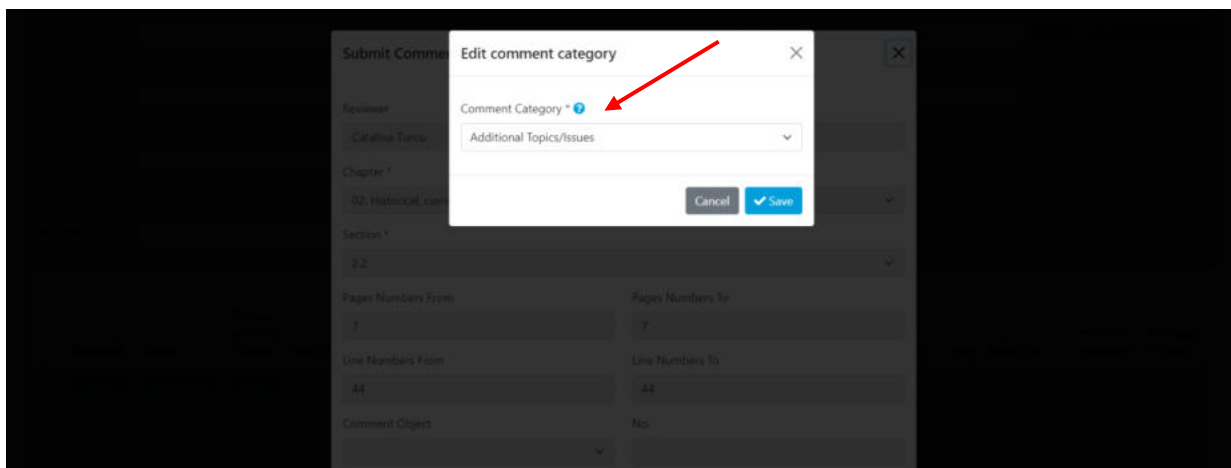 Submit Comme
Edit comment category
Reviewer
Comment Category *
Catalina Turcu
Additional Topics/Issues
Chapter *
02. Historical, curre
Cancel
Save
Section *
2.2
Pages Numbers From
Pages Numbers To
7
7
Line Numbers From
Line Numbers To
44
44
Comment Object
No: